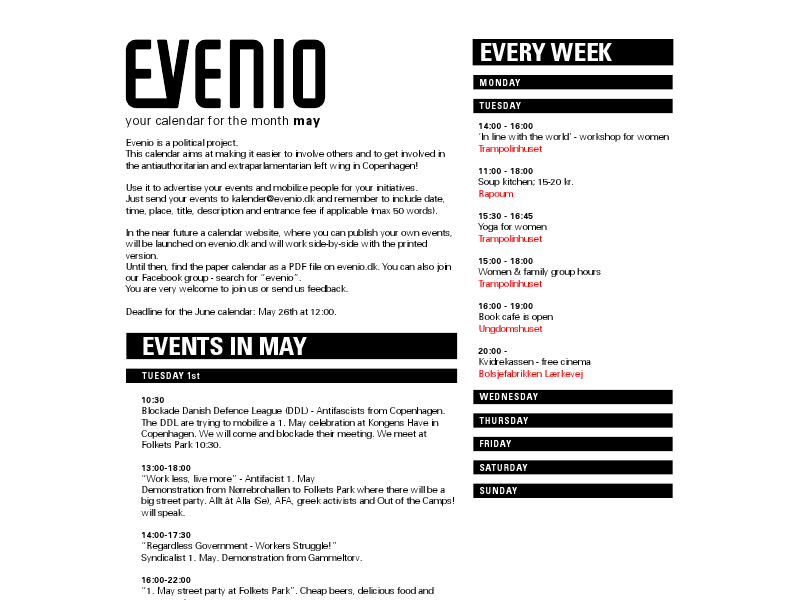 EVENIO
your calendar for the month may
Evenio is a political project.
This calendar aims at making it easier to involve others and to get involved in
the antiauthoritarian and extraparlamentarian left wing in Copenhagen!
Use it to advertise your events and mobilize people for your initiatives.
Just send your events to kalender@evenio.dk and remember to include date,
time, place, title, description and entrance fee if applicable (max 50 words).
In the near future a calendar website, where you can publish your own events,
will be launched on evenio.dk and will work side-by-side with the printed
version.
Until then, find the paper calendar as a PDF file on evenio.dk. You can also join
our Facebook group - search for "evenio".
You are very welcome to join us or send us feedback.
Deadline for the June calendar: May 26th at 12:00.
EVENTS IN MAY
TUESDAY 1st
10:30
Blockade Danish Defence League (DDL) - Antifascists from Copenhagen.
The DDL are trying to mobilize a 1. May celebration at Kongens Have in
Copenhagen. We will come and blockade their meeting. We meet at
Folkets Park 10:30.
13:00-18:00
"Work less, live more" - Antifacist 1. May
Demonstration from Nørrebrohallen to Folkets Park where there will be a
big street party. Allt åt Alla (Se), AFA, greek activists and Out of the Camps!
will speak.
14:00-17:30
"Regardless Government - Workers Struggle!"
Syndicalist 1. May. Demonstration from Gammeltorv.
16:00-22:00
"1. May street party at Folkets Park". Cheap beers, delicious food and
EVERY WEEK
MONDAY
TUESDAY
14:00 - 16:00
'In line with the world' - workshop for women
Trampolinhuset
11:00 - 18:00
Soup kitchen; 15-20 kr.
Rapoum
15:30 - 16:45
Yoga for women
Trampolinhuset
15:00 - 18:00
Women & family group hours
Trampolinhuset
16:00 - 19:00
Book café is open
Ungdomshuset
20:00 -
Kvidrekassen - free cinema
Bolsjefabrikken Lærkevej
WEDNESDAY
THURSDAY
FRIDAY
SATURDAY
SUNDAY